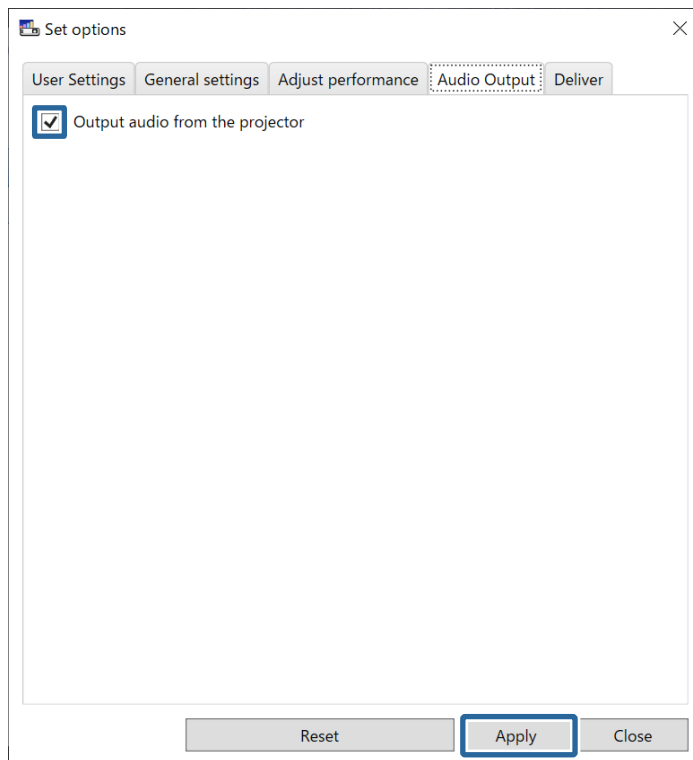 Set options
User Settings General settings Adjust performance Audio Output Deliver
Output audio from the projector
Reset Apply Close